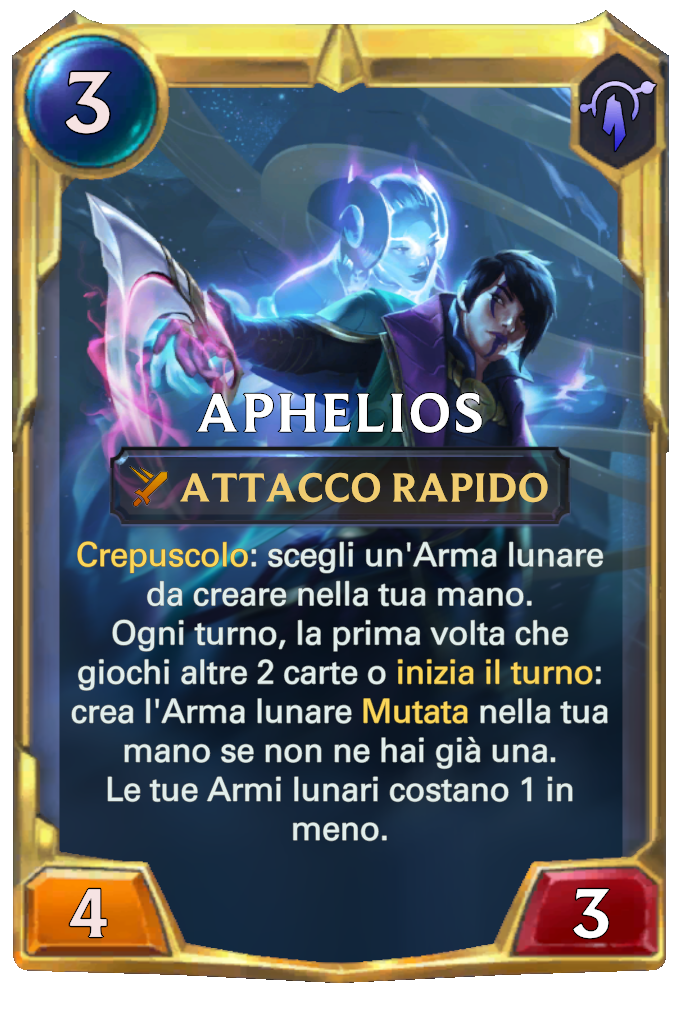 3
APHELIOS
ATTACCO RAPIDO
Crepuscolo: scegli un'Arma lunare
da creare nella tua mano.
Ogni turno, la prima volta che
giochi altre 2 carte o inizia il turno:
crea l'Arma lunare Mutata nella tua
mano se non ne hai già una.
Le tue Armi lunari costano 1 in
meno.
4
3